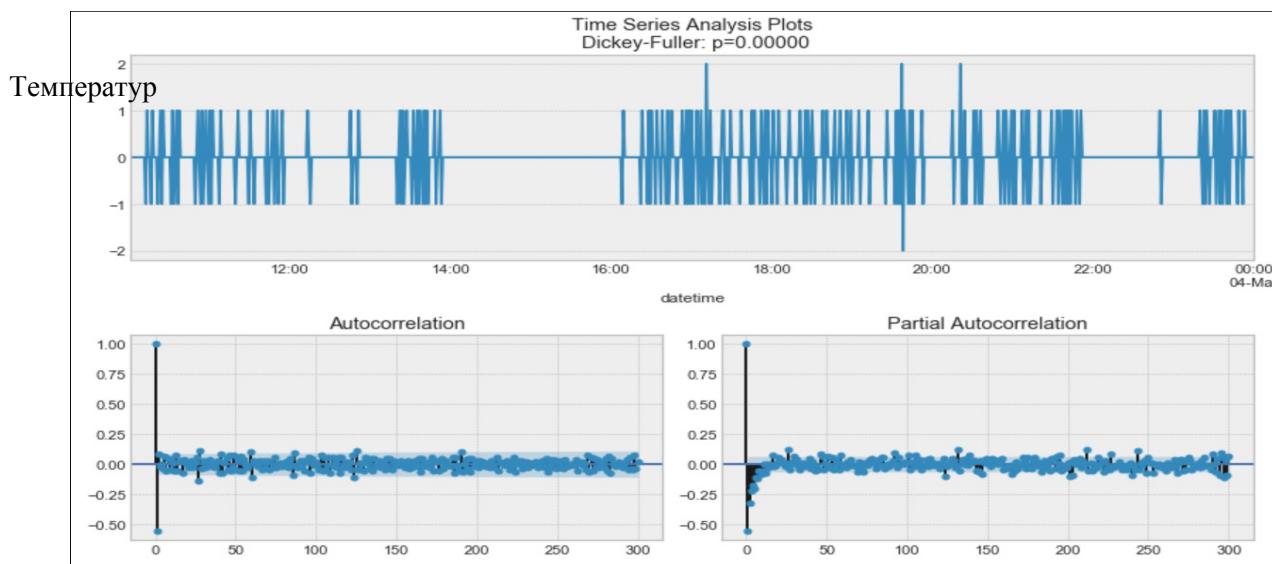 Time Series Analysis Plots
Dickey-Fuller: p=0.00000
Температур
2
1
0
−1
−2
12:00 14:00 16:00 18:00 20:00 22:00 00:00
04-Ma
datetime
Autocorrelation
1.00
0.75
0.50
0.25
0.00
−0.25
−0.50
0 50 100 150 200 250 300
Partial Autocorrelation
1.00
0.75
0.50
0.25
0.00
−0.25
−0.50
0 50 100 150 200 250 300